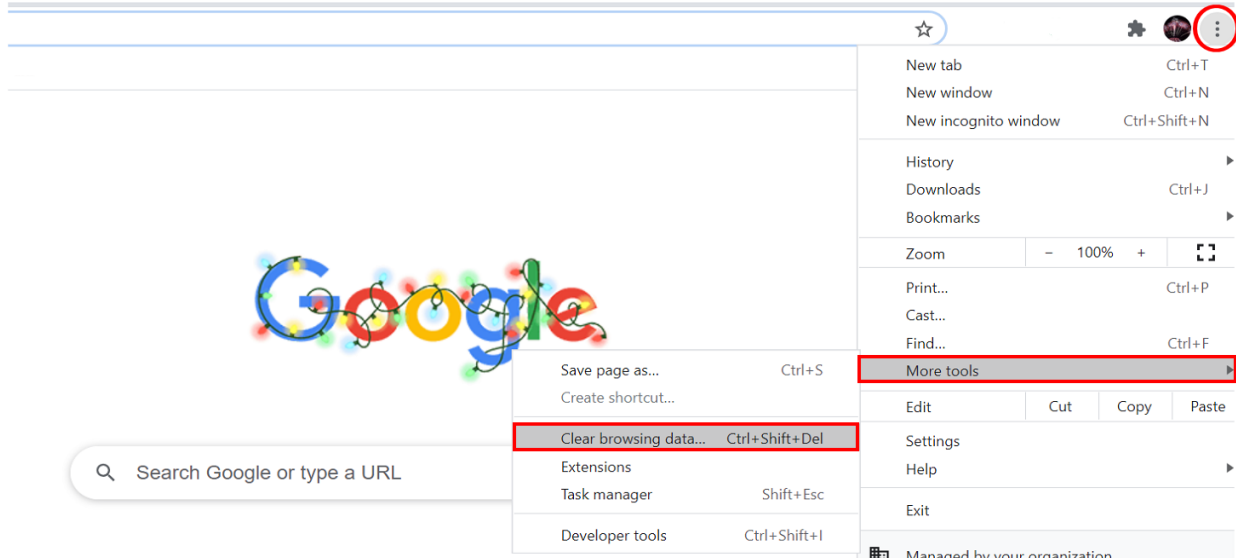 New tab Ctrl+T
New window Ctrl+N
New incognito window Ctrl+Shift+N
History
Downloads Ctrl+J
Bookmarks
Zoom - 100% +
Print... Ctrl+P
Cast...
Find... Ctrl+F
More tools
Edit Cut Copy Paste
Settings
Help
Exit
Managed by your organization
Google
Save page as... Ctrl+S
Create shortcut...
Clear browsing data... Ctrl+Shift+Del
Extensions
Task manager Shift+Esc
Developer tools Ctrl+Shift+I
Search Google or type a URL